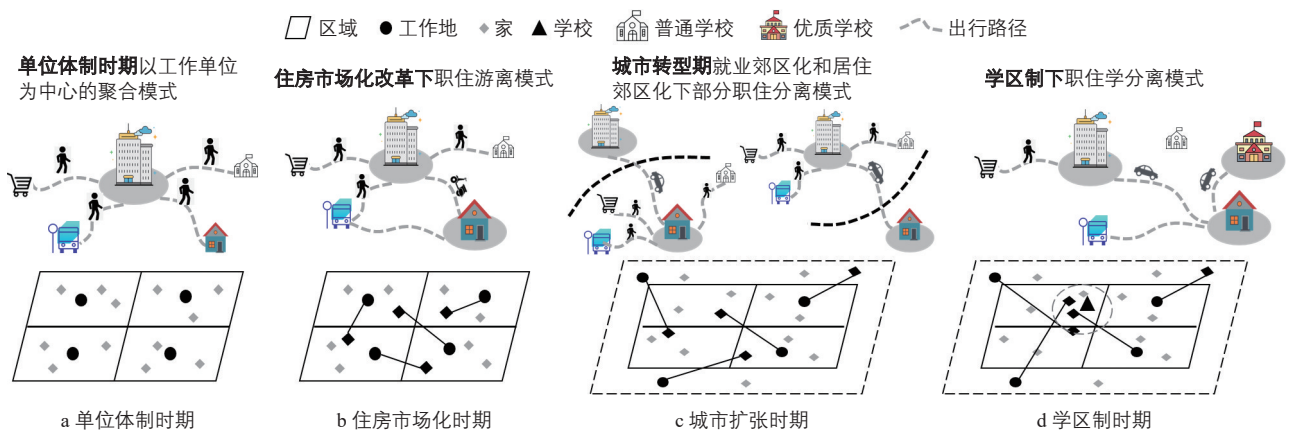 区域 工作地 家 学校 普通学校 优质学校 出行路径
单位体制时期以工作单位
为中心的聚合模式
住房市场化改革下职住游离模式
城市转型期就业郊区化和居住
郊区化下部分职住分离模式
学区制下职住学分离模式
a 单位体制时期
b 住房市场化时期
c 城市扩张时期
d 学区制时期